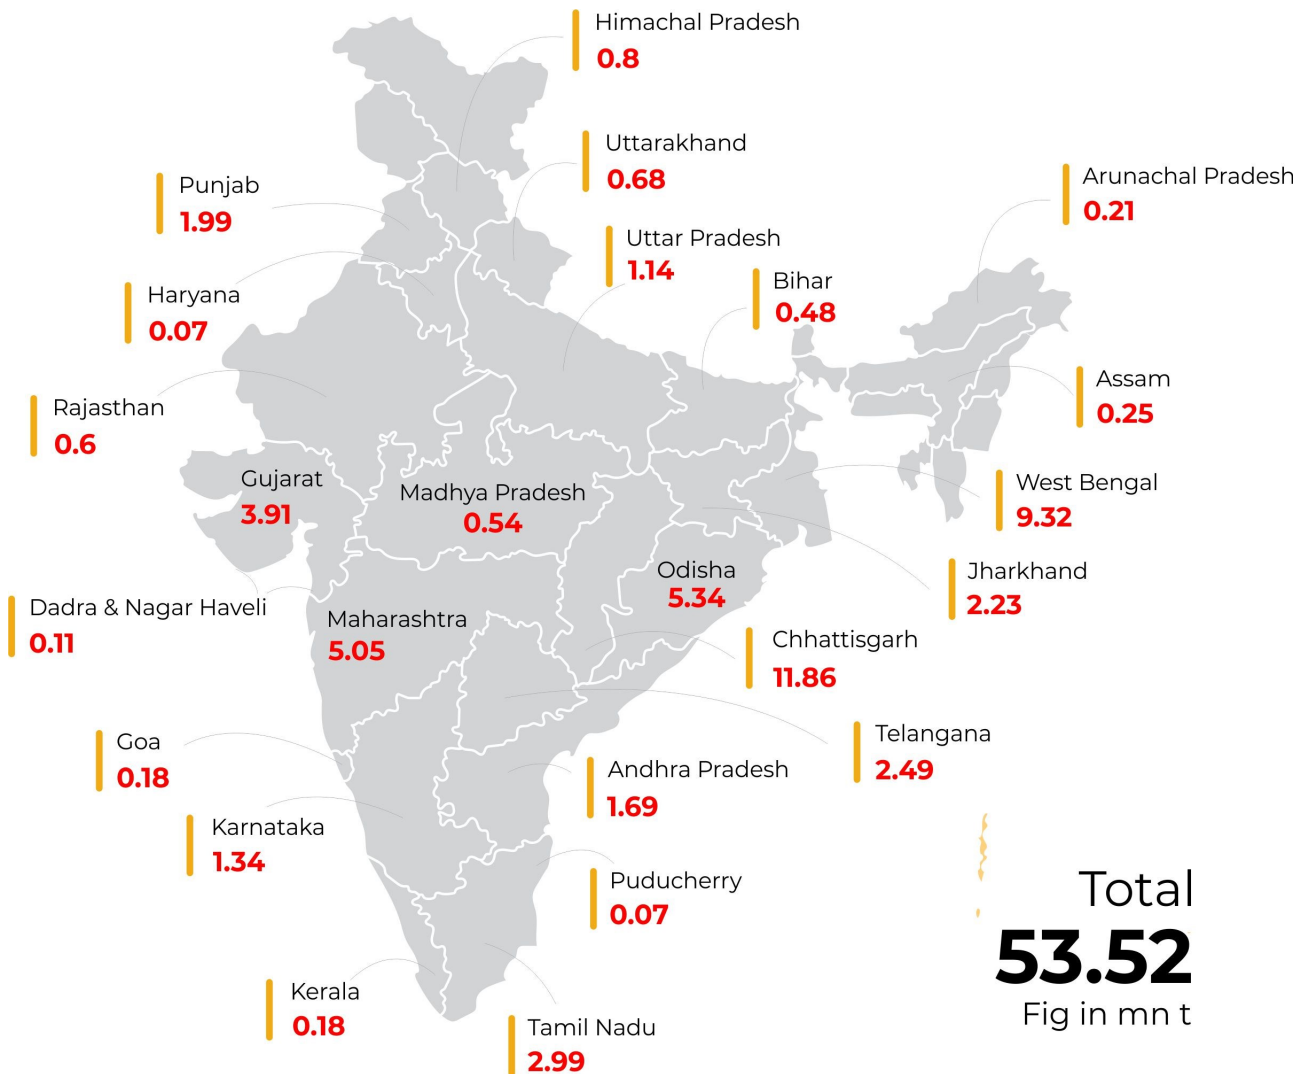 Himachal Pradesh
0.8
Uttarakhand
0.68
Punjab
1.99
Arunachal Pradesh
0.21
Uttar Pradesh
1.14
Bihar
0.48
Haryana
0.07
Assam
0.25
Rajasthan
0.6
Gujarat
3.91
Madhya Pradesh
0.54
West Bengal
9.32
Odisha
5.34
Jharkhand
2.23
Dadra & Nagar Haveli
0.11
Maharashtra
5.05
Chhattisgarh
11.86
Goa
0.18
Telangana
2.49
Andhra Pradesh
1.69
Karnataka
1.34
Puducherry
0.07
Kerala
0.18
Tamil Nadu
2.99
Total
53.52
Fig in mn t